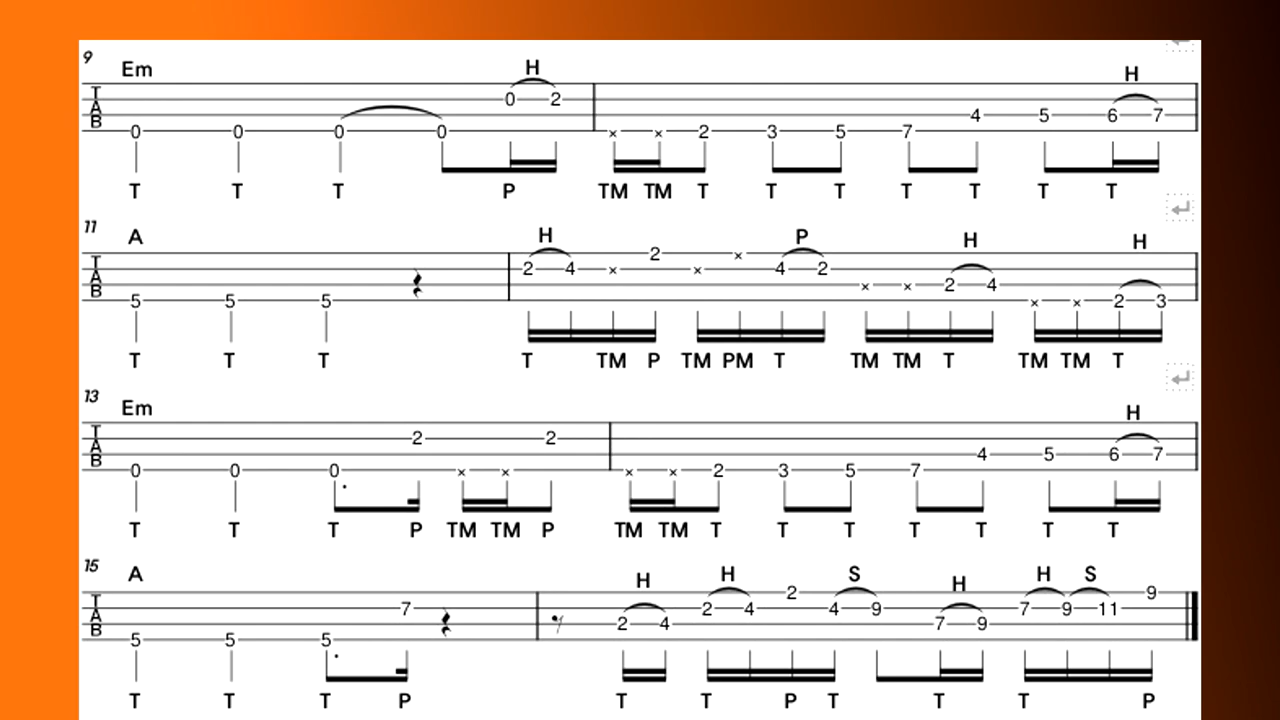 9 Em H
T A B 0 0 0 0 0 2 × × 2 3 5 7 4 5 6 7 H
T T T P TM TM T T T T T T T
11 A H P H H
T A B 5 5 5 2 4 × 2 × × 4 2 × × 2 4 × × 2 3
T T T T TM P TM PM T TM TM T TM TM T
13 Em H
T A B 0 0 0 2 × × 2 × × 2 3 5 7 4 5 6 7
T T T P TM TM P TM TM T T T T T T T
15 A H H S H H S
T A B 5 5 5 7 2 4 2 4 2 4 9 7 9 7 9 11 9
T T T P T T P T T T P